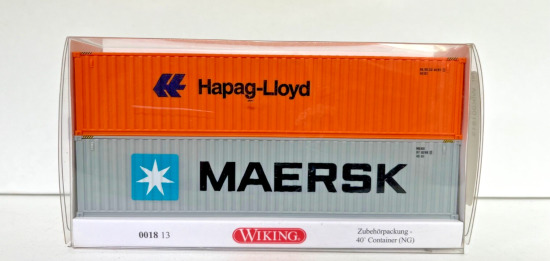 Hapag-Lloyd
MAERSK
0018 13
WIKING
Zubehörpackung -
40' Container (NG)